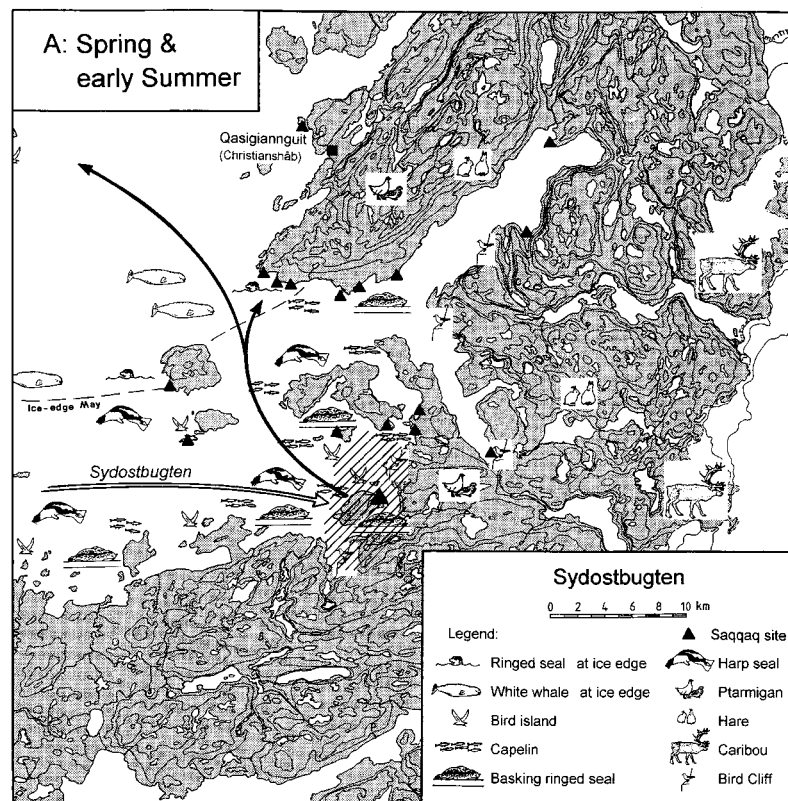 A: Spring &
early Summer
Qasigiannguit
(Christianshåb)
Ice-edge May
Sydostbugten
Sydostbugten
0 2 4 6 8 10 km
Legend:
Saqqaq site
Ringed seal at ice edge
Harp seal
White whale at ice edge
Ptarmigan
Bird island
Hare
Capelin
Caribou
Basking ringed seal
Bird Cliff